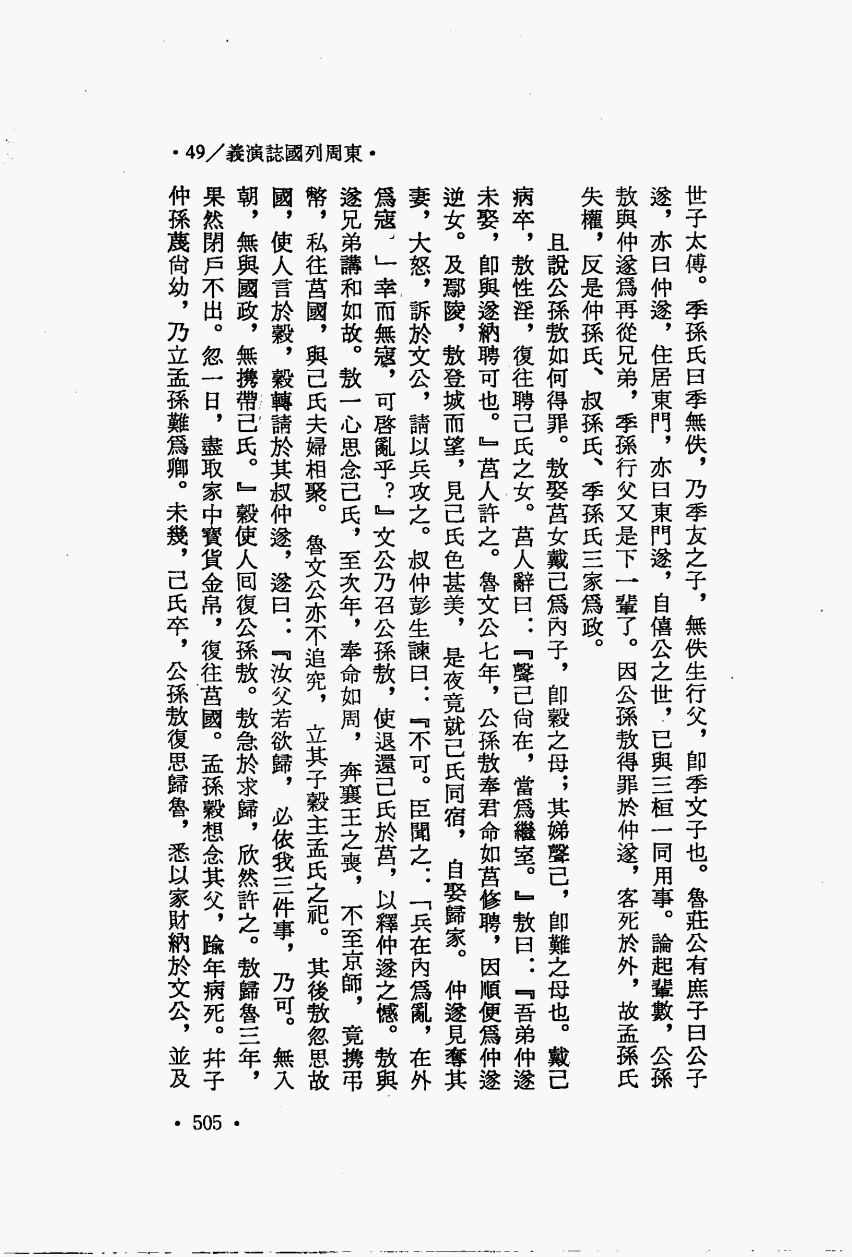 ·東周列國誌演義／49·
世子太傅。季孫氏曰季無佚，乃季友之子，無佚生行父，卽季文子也。魯莊公有庶子曰公子
遂，亦曰仲遂，住居東門，亦曰東門遂，自僖公之世，已與三桓一同用事。論起輩數，公孫
敖與仲遂爲再從兄弟，季孫行父又是下一輩了。因公孫敖得罪於仲遂，客死於外，故孟孫氏
失權，反是仲孫氏、叔孫氏、季孫氏三家爲政。
且說公孫敖如何得罪。敖娶莒女戴己爲內子，卽穀之母；其娣聲己，卽難之母也。戴己
病卒，敖性淫，復往聘己氏之女。莒人辭曰：『聲己尙在，當爲繼室。』敖曰：『吾弟仲遂
未娶，卽與遂納聘可也。』莒人許之。魯文公七年，公孫敖奉君命如莒修聘，因順便爲仲遂
逆女。及鄢陵，敖登城而望，見己氏色甚美，是夜竟就己氏同宿，自娶歸家。仲遂見奪其
妻，大怒，訴於文公，請以兵攻之。叔仲彭生諫曰：『不可。臣聞之：「兵在內爲亂，在外
爲寇。」幸而無寇，可啓亂乎？』文公乃召公孫敖，使退還己氏於莒，以釋仲遂之憾。敖與
遂兄弟講和如故。敖一心思念己氏，至次年，奉命如周，奔襄王之喪，不至京師，竟携弔
幣，私往莒國，與己氏夫婦相聚。魯文公亦不追究，立其子穀主孟氏之祀。其後敖忽思故
國，使人言於穀，穀轉請於其叔仲遂，遂曰：『汝父若欲歸，必依我三件事，乃可。無入
朝，無與國政，無携帶己氏。』穀使人回復公孫敖。敖急於求歸，欣然許之。敖歸魯三年，
果然閉戶不出。忽一日，盡取家中寳貨金帛，復往莒國。孟孫穀想念其父，踰年病死。其子
仲孫蔑尙幼，乃立孟孫難爲卿。未幾，己氏卒，公孫敖復思歸魯，悉以家財納於文公，並及
·505·